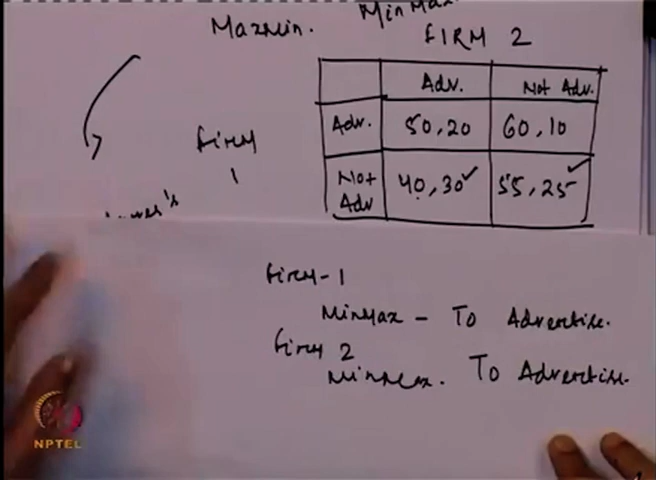 MaxMin. MinMax
FIRM 2
Adv. Not Adv.
Firm Adv. 50,20 60,10
1 Not Adv 40,30✓ 55,25✓
Firm-1
MinMax - To Advertise.
Firm 2
MinMax. To Advertise.
NPTEL